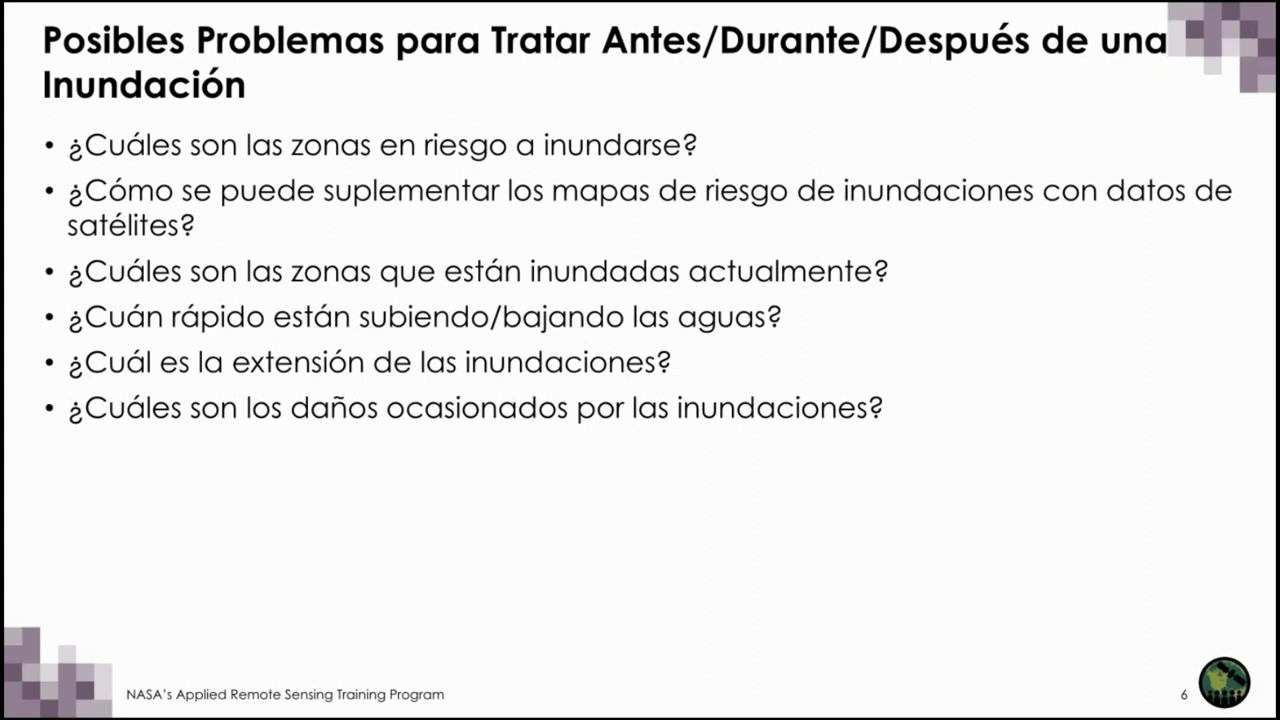 Posibles Problemas para Tratar Antes/Durante/Después de una
Inundación
• ¿Cuáles son las zonas en riesgo a inundarse?
• ¿Cómo se puede suplementar los mapas de riesgo de inundaciones con datos de
satélites?
• ¿Cuáles son las zonas que están inundadas actualmente?
• ¿Cuán rápido están subiendo/bajando las aguas?
• ¿Cuál es la extensión de las inundaciones?
• ¿Cuáles son los daños ocasionados por las inundaciones?
NASA's Applied Remote Sensing Training Program
6